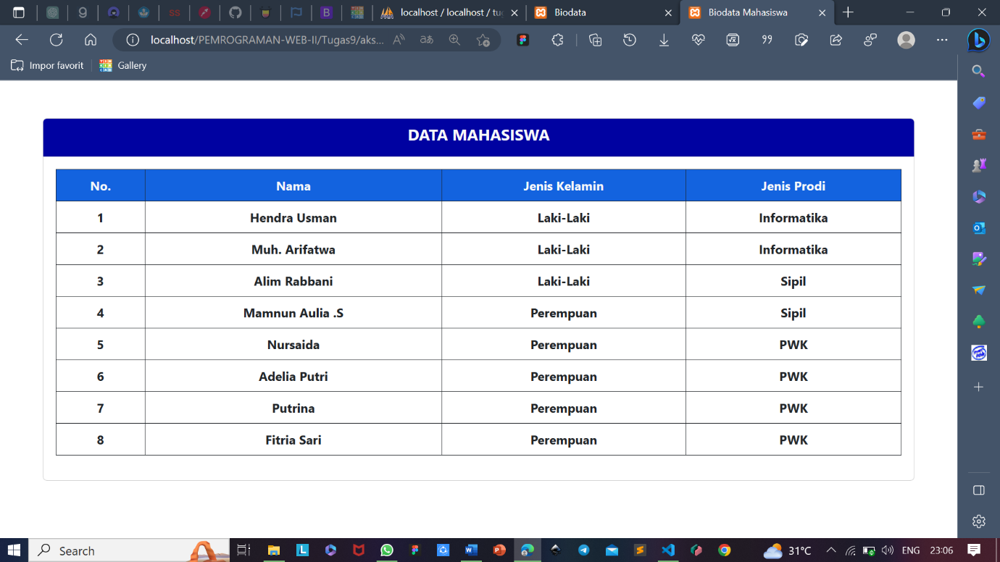 localhost / localhost / tu
Biodata
Biodata Mahasiswa
localhost/PEMROGRAMAN-WEB-II/Tugas9/aks...
Impor favorit
Gallery
DATA MAHASISWA
No. Nama Jenis Kelamin Jenis Prodi
1 Hendra Usman Laki-Laki Informatika
2 Muh. Arifatwa Laki-Laki Informatika
3 Alim Rabbani Laki-Laki Sipil
4 Mamnun Aulia .S Perempuan Sipil
5 Nursaida Perempuan PWK
6 Adelia Putri Perempuan PWK
7 Putrina Perempuan PWK
8 Fitria Sari Perempuan PWK
Search
31°C
ENG
23:06